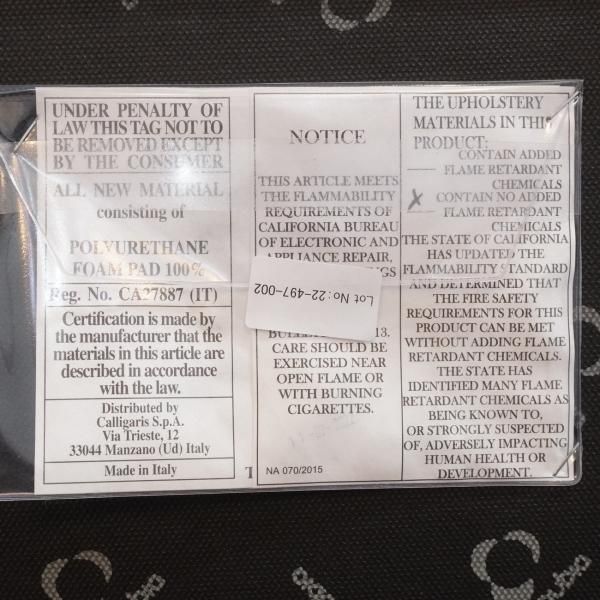 UNDER PENALTY OF
LAW THIS TAG NOT TO
BE REMOVED EXCEPT
BY THE CONSUMER
ALL NEW MATERIAL
consisting of
POLYURETHANE
FOAM PAD 100%
Reg. No. CA27887 (IT)
Certification is made by
the manufacturer that the
materials in this article are
described in accordance
with the law.
Distributed by
Calligaris S.p.A.
Via Trieste, 12
33044 Manzano (Ud) Italy
Made in Italy
NOTICE
THIS ARTICLE MEETS
THE FLAMMABILITY
REQUIREMENTS OF
CALIFORNIA BUREAU
OF ELECTRONIC AND
APPLIANCE REPAIR,
Lot No: 22-497-002
13.
CARE SHOULD BE
EXERCISED NEAR
OPEN FLAME OR
WITH BURNING
CIGARETTES.
NA 070/2015
THE UPHOLSTERY
MATERIALS IN THIS
PRODUCT:
CONTAIN ADDED
FLAME RETARDANT
CHEMICALS
X CONTAIN NO ADDED
FLAME RETARDANT
CHEMICALS
THE STATE OF CALIFORNIA
HAS UPDATED THE
FLAMMABILITY STANDARD
AND DETERMINED THAT
THE FIRE SAFETY
REQUIREMENTS FOR THIS
PRODUCT CAN BE MET
WITHOUT ADDING FLAME
RETARDANT CHEMICALS.
THE STATE HAS
IDENTIFIED MANY FLAME
RETARDANT CHEMICALS AS
BEING KNOWN TO,
OR STRONGLY SUSPECTED
OF, ADVERSELY IMPACTING
HUMAN HEALTH OR
DEVELOPMENT.